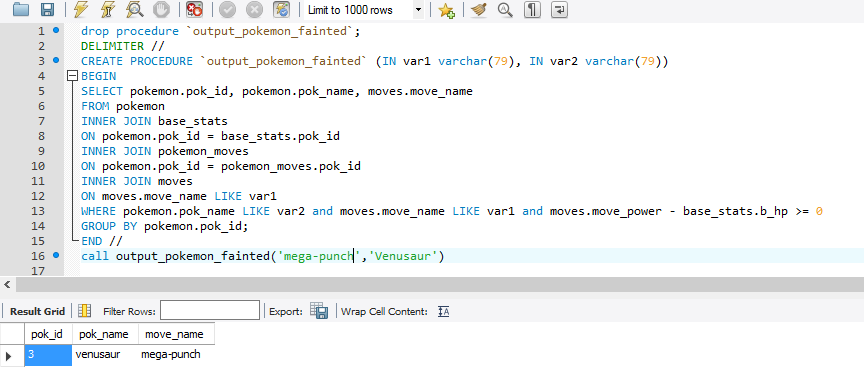 Limit to 1000 rows
1 drop procedure `output_pokemon_fainted`;
2 DELIMITER //
3 CREATE PROCEDURE `output_pokemon_fainted` (IN var1 varchar(79), IN var2 varchar(79))
4 BEGIN
5 SELECT pokemon.pok_id, pokemon.pok_name, moves.move_name
6 FROM pokemon
7 INNER JOIN base_stats
8 ON pokemon.pok_id = base_stats.pok_id
9 INNER JOIN pokemon_moves
10 ON pokemon.pok_id = pokemon_moves.pok_id
11 INNER JOIN moves
12 ON moves.move_name LIKE var1
13 WHERE pokemon.pok_name LIKE var2 and moves.move_name LIKE var1 and moves.move_power - base_stats.b_hp >= 0
14 GROUP BY pokemon.pok_id;
15 END //
16 call output_pokemon_fainted('mega-punch','Venusaur')
17
Result Grid Filter Rows: Export: Wrap Cell Content:
pok_id pok_name move_name
3 venusaur mega-punch